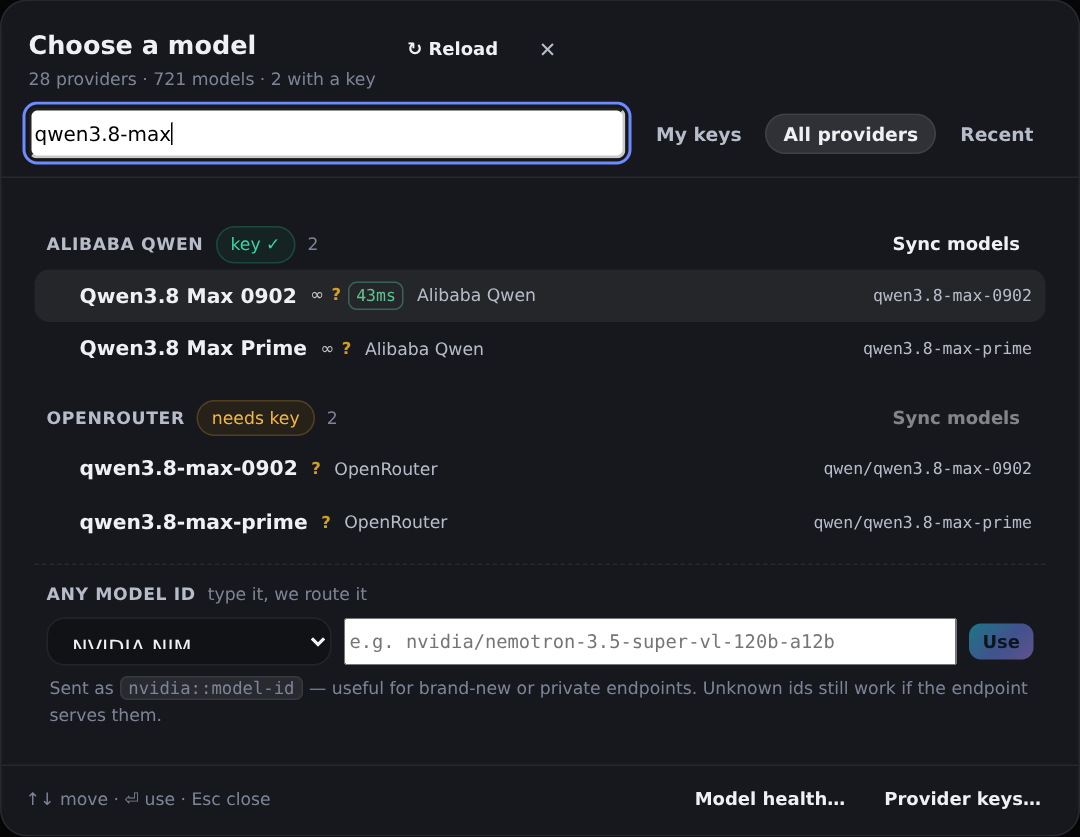 Choose a model
↻ Reload ×
28 providers · 721 models · 2 with a key
qwen3.8-max
My keys All providers Recent
ALIBABA QWEN key ✓ 2 Sync models
Qwen3.8 Max 0902 ∞ ? 43ms Alibaba Qwen qwen3.8-max-0902
Qwen3.8 Max Prime ∞ ? Alibaba Qwen qwen3.8-max-prime
OPENROUTER needs key 2 Sync models
qwen3.8-max-0902 ? OpenRouter qwen/qwen3.8-max-0902
qwen3.8-max-prime ? OpenRouter qwen/qwen3.8-max-prime
ANY MODEL ID type it, we route it
NVIDIA NIM e.g. nvidia/nemotron-3.5-super-vl-120b-a12b Use
Sent as nvidia::model-id — useful for brand-new or private endpoints. Unknown ids still work if the endpoint
serves them.
↑↓ move · ⏎ use · Esc close Model health… Provider keys…